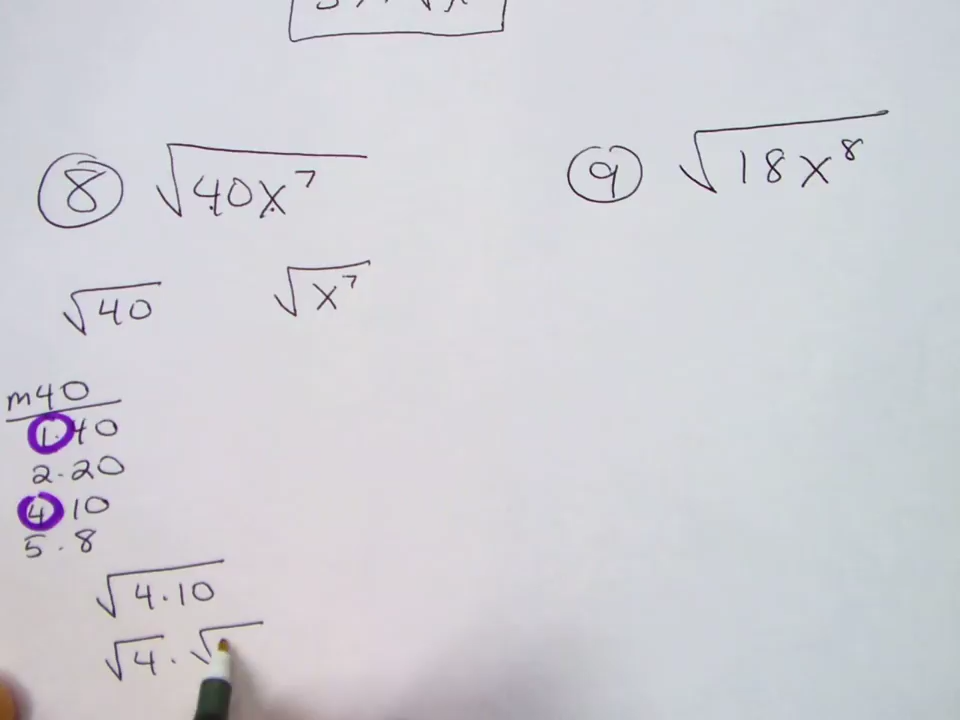 8 √40x⁷
9 √18x⁸
√40 √x⁷
m40
1·40
2·20
4 10
5·8
√4·10
√4·√